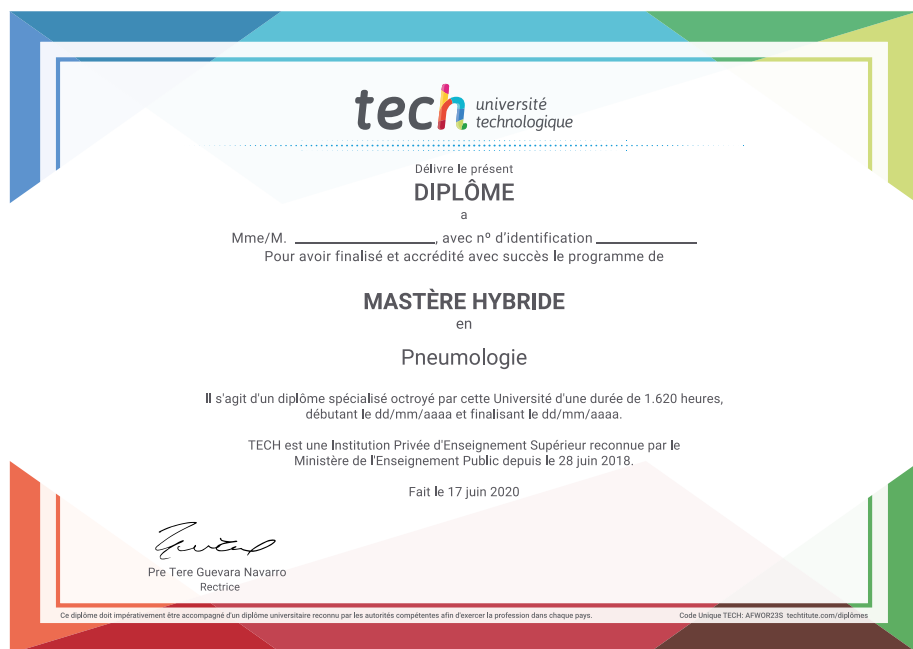 tech université
technologique
Délivre le présent
DIPLÔME
a
Mme/M. ____________________, avec nº d'identification ______________
Pour avoir finalisé et accrédité avec succès le programme de
MASTÈRE HYBRIDE
en
Pneumologie
Il s'agit d'un diplôme spécialisé octroyé par cette Université d'une durée de 1.620 heures,
débutant le dd/mm/aaaa et finalisant le dd/mm/aaaa.
TECH est une Institution Privée d'Enseignement Supérieur reconnue par le
Ministère de l'Enseignement Public depuis le 28 juin 2018.
Fait le 17 juin 2020
Pre Tere Guevara Navarro
Rectrice
Ce diplôme doit impérativement être accompagné d'un diplôme universitaire reconnu par les autorités compétentes afin d'exercer la profession dans chaque pays. Code Unique TECH: AFWOR23S techtitute.com/diplômes